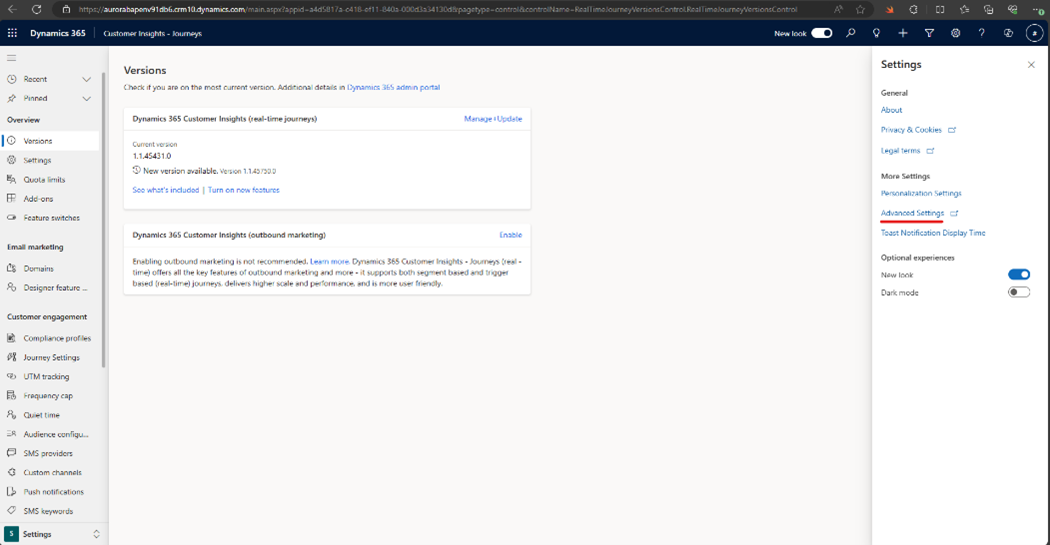 https://aurorabapenv91db6.crm10.dynamics.com/main.aspx?appid=a4d5817a-c418-ef11-840a-000d3a34130d&pagetype=control&controlName=RealTimeJourneyVersionsControl.RealTimeJourneyVersionsControl
Dynamics 365
Customer Insights - Journeys
New look
Recent
Pinned
Overview
Versions
Settings
Quota limits
Add-ons
Feature switches
Email marketing
Domains
Designer feature ...
Customer engagement
Compliance profiles
Journey Settings
UTM tracking
Frequency cap
Quiet time
Audience configu...
SMS providers
Custom channels
Push notifications
SMS keywords
S Settings
Versions
Check if you are on the most current version. Additional details in Dynamics 365 admin portal
Dynamics 365 Customer Insights (real-time journeys)
Manage+Update
Current version
1.1.45431.0
New version available. Version 1.1.45750.0
See what's included | Turn on new features
Dynamics 365 Customer Insights (outbound marketing)
Enable
Enabling outbound marketing is not recommended. Learn more. Dynamics 365 Customer Insights - Journeys (real -
time) offers all the key features of outbound marketing and more - it supports both segment based and trigger
based (real-time) journeys, delivers higher scale and performance, and is more user friendly.
Settings
General
About
Privacy & Cookies
Legal terms
More Settings
Personalization Settings
Advanced Settings
Toast Notification Display Time
Optional experiences
New look
Dark mode